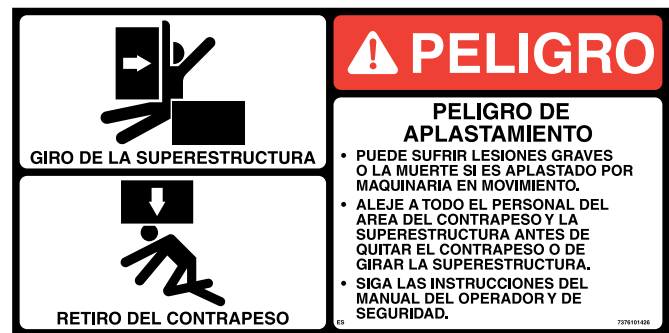 GIRO DE LA SUPERESTRUCTURA
RETIRO DEL CONTRAPESO
PELIGRO
PELIGRO DE
APLASTAMIENTO
• PUEDE SUFRIR LESIONES GRAVES
O LA MUERTE SI ES APLASTADO POR
MAQUINARIA EN MOVIMIENTO.
• ALEJE A TODO EL PERSONAL DEL
AREA DEL CONTRAPESO Y LA
SUPERESTRUCTURA ANTES DE
QUITAR EL CONTRAPESO O DE
GIRAR LA SUPERESTRUCTURA.
• SIGA LAS INSTRUCCIONES DEL
MANUAL DEL OPERADOR Y DE
SEGURIDAD.
ES
7376101426